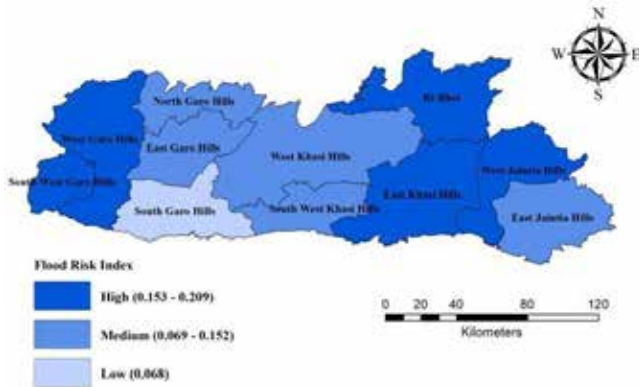 N
W E
S
North Garo Hills
Ri Bhoi
West Garo Hills
East Garo Hills
West Khasi Hills
West Jaintia Hills
South West Garo Hills
East Khasi Hills
South Garo Hills
South West Khasi Hills
East Jaintia Hills
Flood Risk Index
High (0.153 - 0.209)
Medium (0.069 - 0.152)
Low (0.068)
0 20 40 80 120
Kilometers